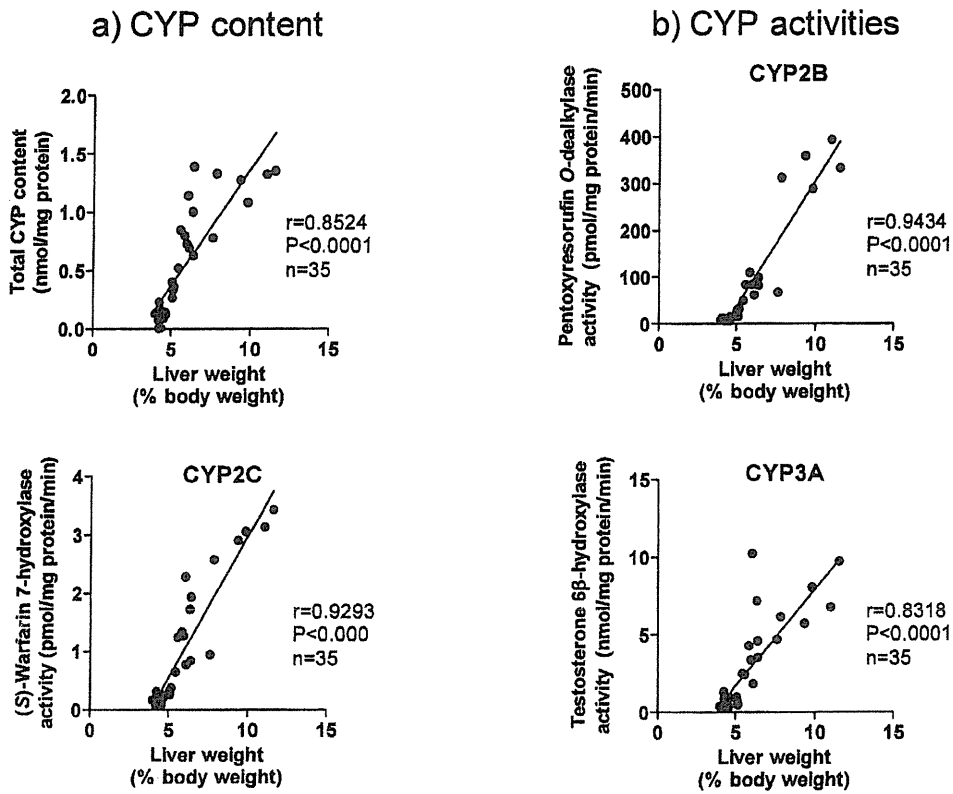 a) CYP content
Total CYP content
(nmol/mg protein)
2.0
1.5
1.0
0.5
0.0
0
5
10
15
r=0.8524
P<0.0001
n=35
Liver weight
(% body weight)
b) CYP activities
CYP2B
Pentoxyresorufin O-dealkylase
activity (pmol/mg protein/min)
500
400
300
200
100
0
0
5
10
15
r=0.9434
P<0.0001
n=35
Liver weight
(% body weight)
CYP2C
(S)-Warfarin 7-hydroxylase
activity (pmol/mg protein/min)
4
3
2
1
0
0
5
10
15
r=0.9293
P<0.000
n=35
Liver weight
(% body weight)
CYP3A
Testosterone 6β-hydroxylase
activity (nmol/mg protein/min)
15
10
5
0
0
5
10
15
r=0.8318
P<0.0001
n=35
Liver weight
(% body weight)